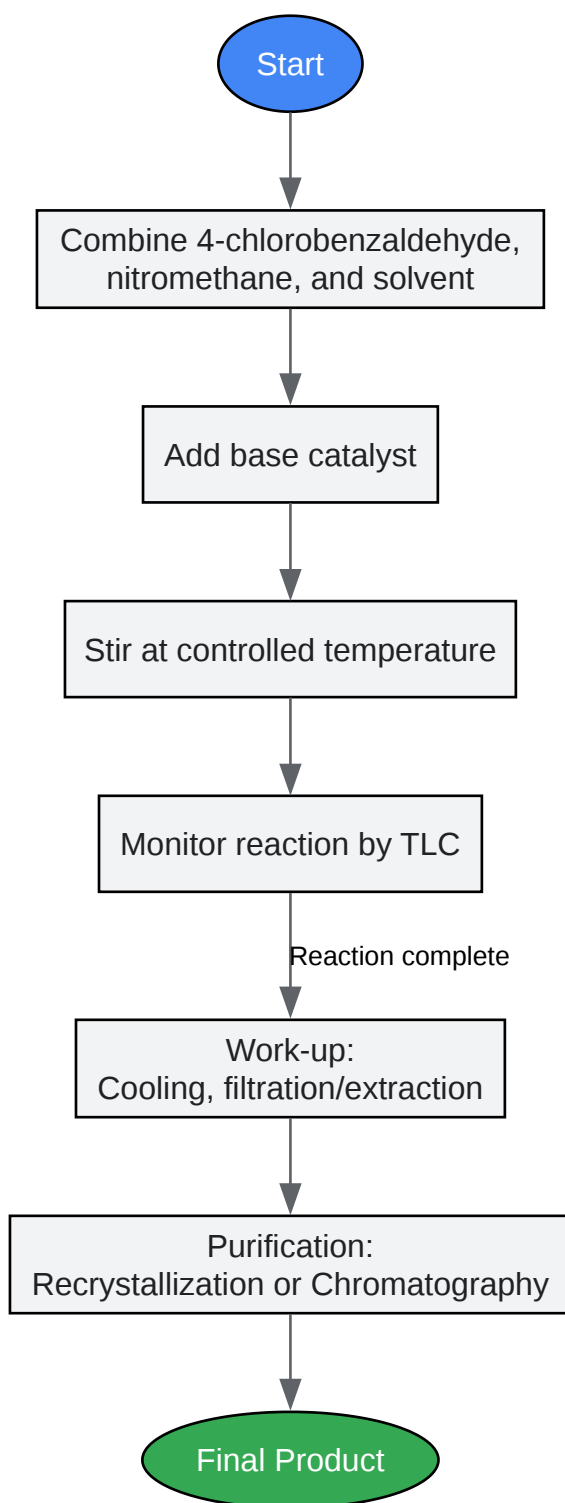 Start
Combine 4-chlorobenzaldehyde,
nitromethane, and solvent
Add base catalyst
Stir at controlled temperature
Monitor reaction by TLC
Reaction complete
Work-up:
Cooling, filtration/extraction
Purification:
Recrystallization or Chromatography
Final Product